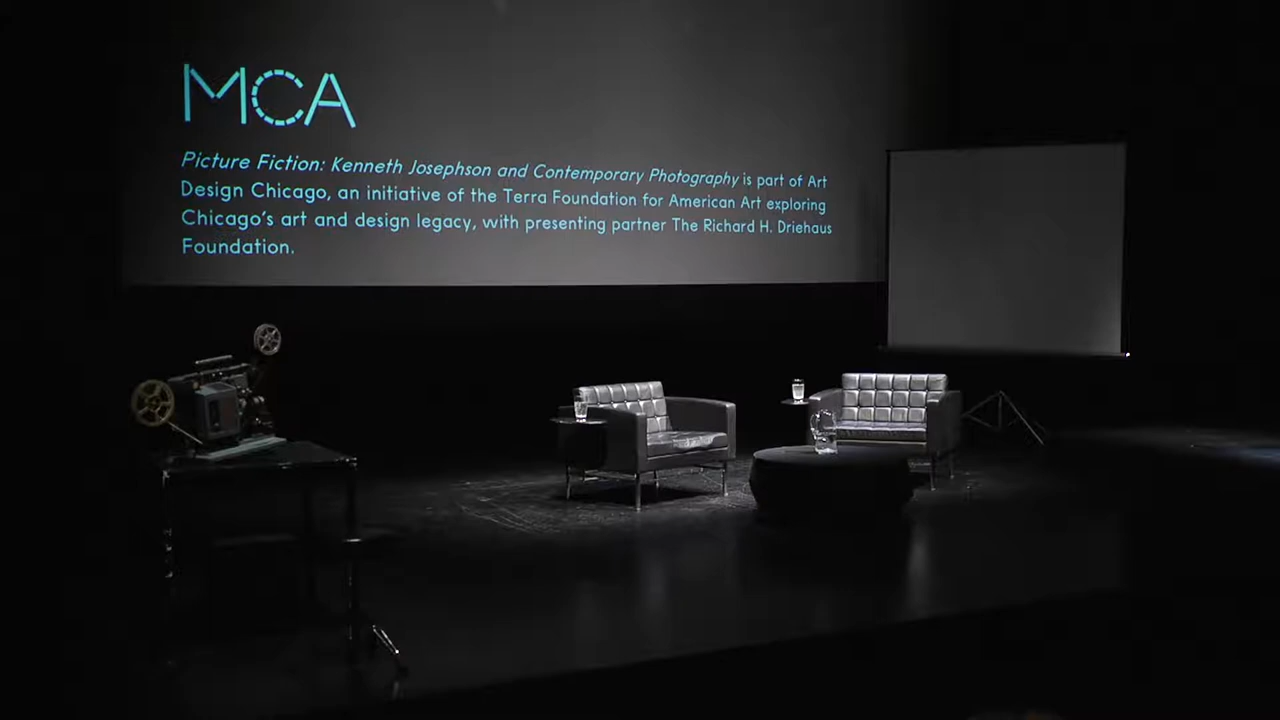 MCA
Picture Fiction: Kenneth Josephson and Contemporary Photography is part of Art
Design Chicago, an initiative of the Terra Foundation for American Art exploring
Chicago's art and design legacy, with presenting partner The Richard H. Driehaus
Foundation.